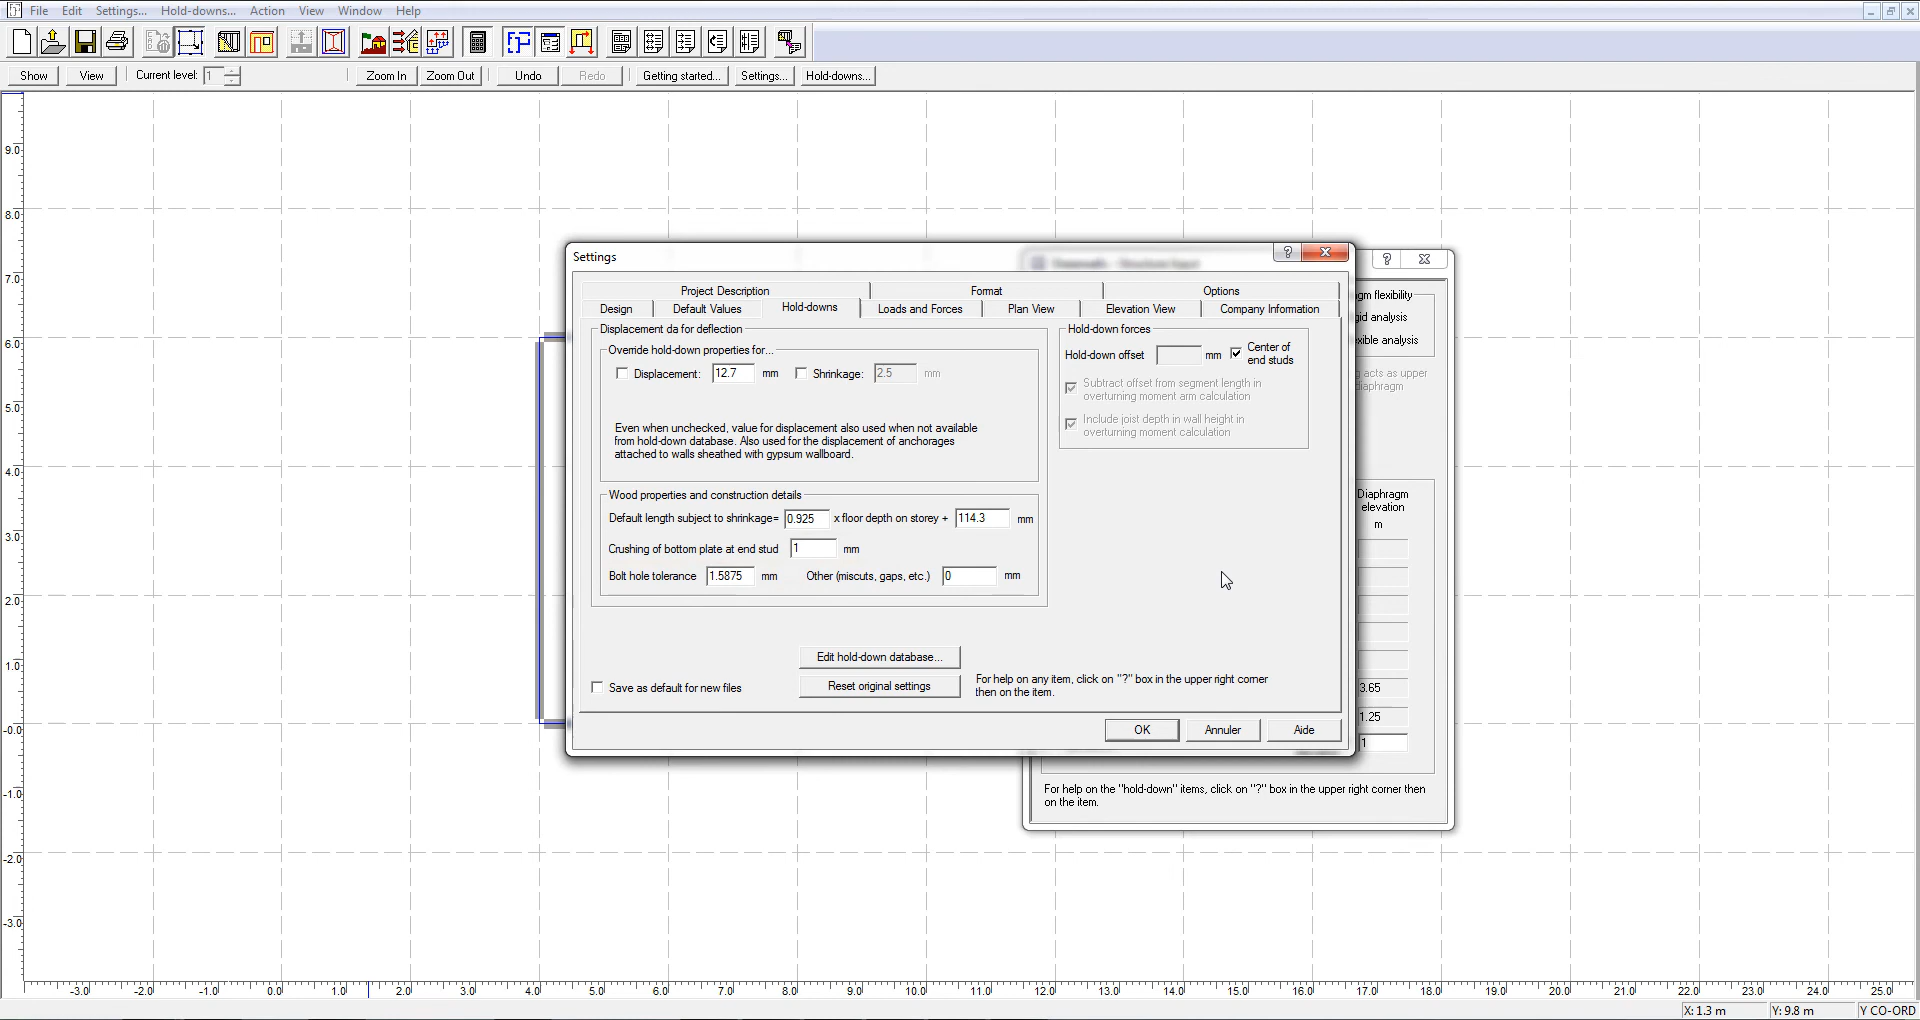 File Edit Settings... Hold-downs... Action View Window Help
Show View Current level: 1 Zoom In Zoom Out Undo Redo Getting started... Settings... Hold-downs...
9.0
8.0
7.0
6.0
5.0
4.0
3.0
2.0
1.0
-0.0
-1.0
-2.0
-3.0
Settings
Project Description Format Options
Design Default Values Hold-downs Loads and Forces Plan View Elevation View Company Information
Displacement da for deflection
Override hold-down properties for...
Displacement: 12.7 mm Shrinkage: 2.5 mm
Even when unchecked, value for displacement also used when not available
from hold-down database. Also used for the displacement of anchorages
attached to walls sheathed with gypsum wallboard.
Wood properties and construction details
Default length subject to shrinkage= 0.925 x floor depth on storey + 114.3 mm
Crushing of bottom plate at end stud 1 mm
Bolt hole tolerance 1.5875 mm Other (miscuts, gaps, etc.) 0 mm
Hold-down forces
Hold-down offset mm Center of
end studs
Subtract offset from segment length in
overturning moment arm calculation
Include joist depth in wall height in
overturning moment calculation
Edit hold-down database...
Save as default for new files
Reset original settings
For help on any item, click on "?" box in the upper right corner
then on the item.
OK Annuler Aide
gm flexibility
gid analysis
xible analysis
g acts as upper
diaphragm
Diaphragm
elevation
m
3.65
1.25
1
For help on the "hold-down" items, click on "?" box in the upper right corner then
on the item.
-3.0 -2.0 -1.0 0.0 1.0 2.0 3.0 4.0 5.0 6.0 7.0 8.0 9.0 10.0 11.0 12.0 13.0 14.0 15.0 16.0 17.0 18.0 19.0 20.0 21.0 22.0 23.0 24.0 25.0
X: 1.3 m Y: 9.8 m Y CO-ORD